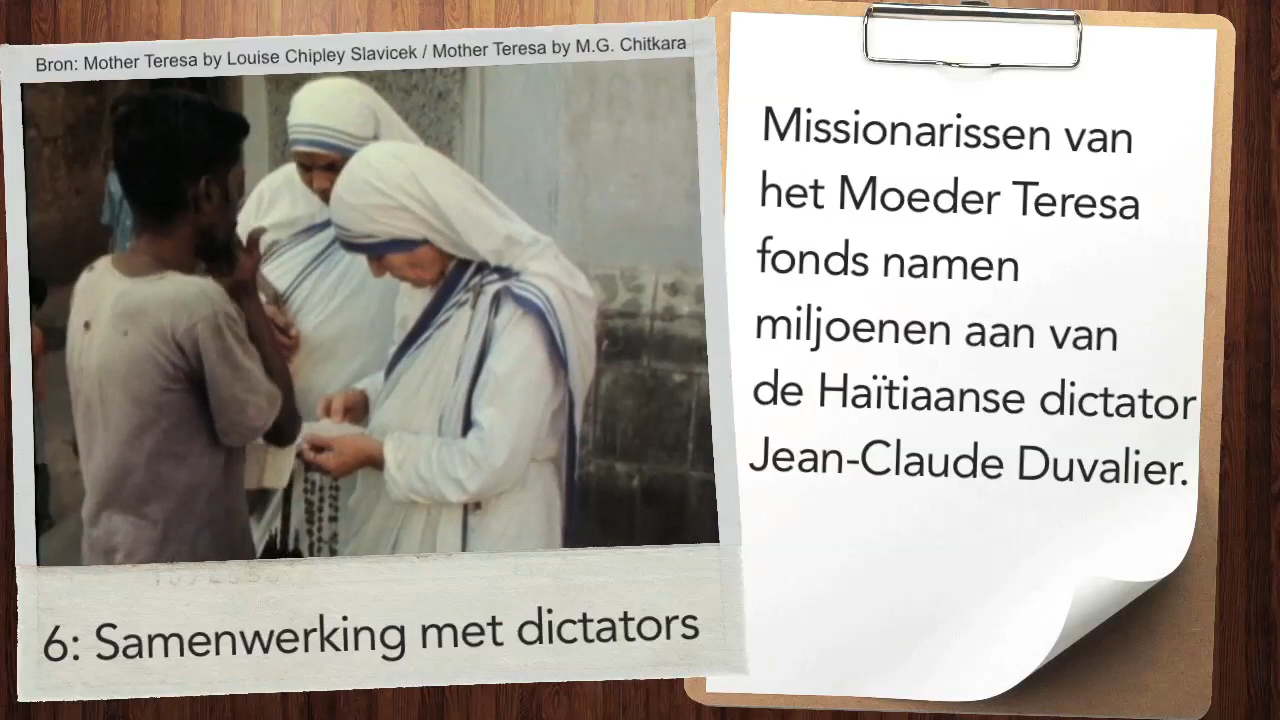 Bron: Mother Teresa by Louise Chipley Slavicek / Mother Teresa by M.G. Chitkara
Missionarissen van
het Moeder Teresa
fonds namen
miljoenen aan van
de Haïtiaanse dictator
Jean-Claude Duvalier.
6: Samenwerking met dictators